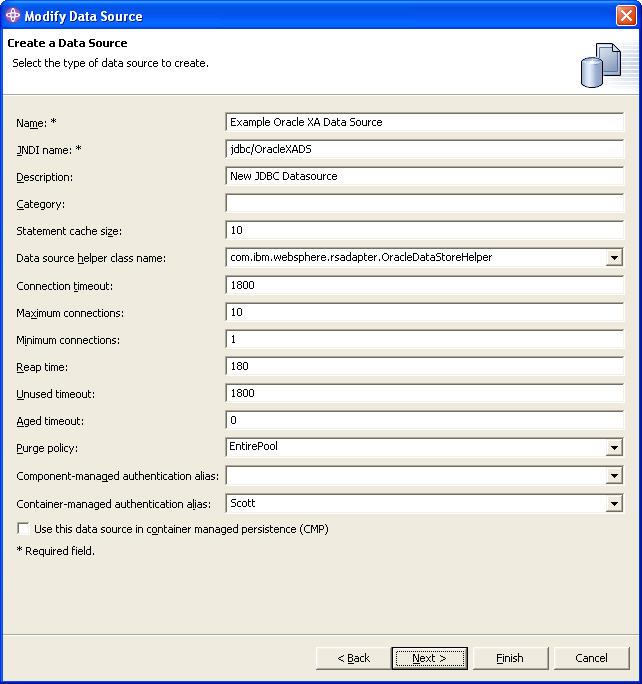 Modify Data Source
Create a Data Source
Select the type of data source to create.
Name: * Example Oracle XA Data Source
JNDI name: * jdbc/OracleXADS
Description: New JDBC Datasource
Category:
Statement cache size: 10
Data source helper class name: com.ibm.websphere.rsadapter.OracleDataStoreHelper
Connection timeout: 1800
Maximum connections: 10
Minimum connections: 1
Reap time: 180
Unused timeout: 1800
Aged timeout: 0
Purge policy: EntirePool
Component-managed authentication alias:
Container-managed authentication alias: Scott
Use this data source in container managed persistence (CMP)
* Required field.
< Back Next > Finish Cancel